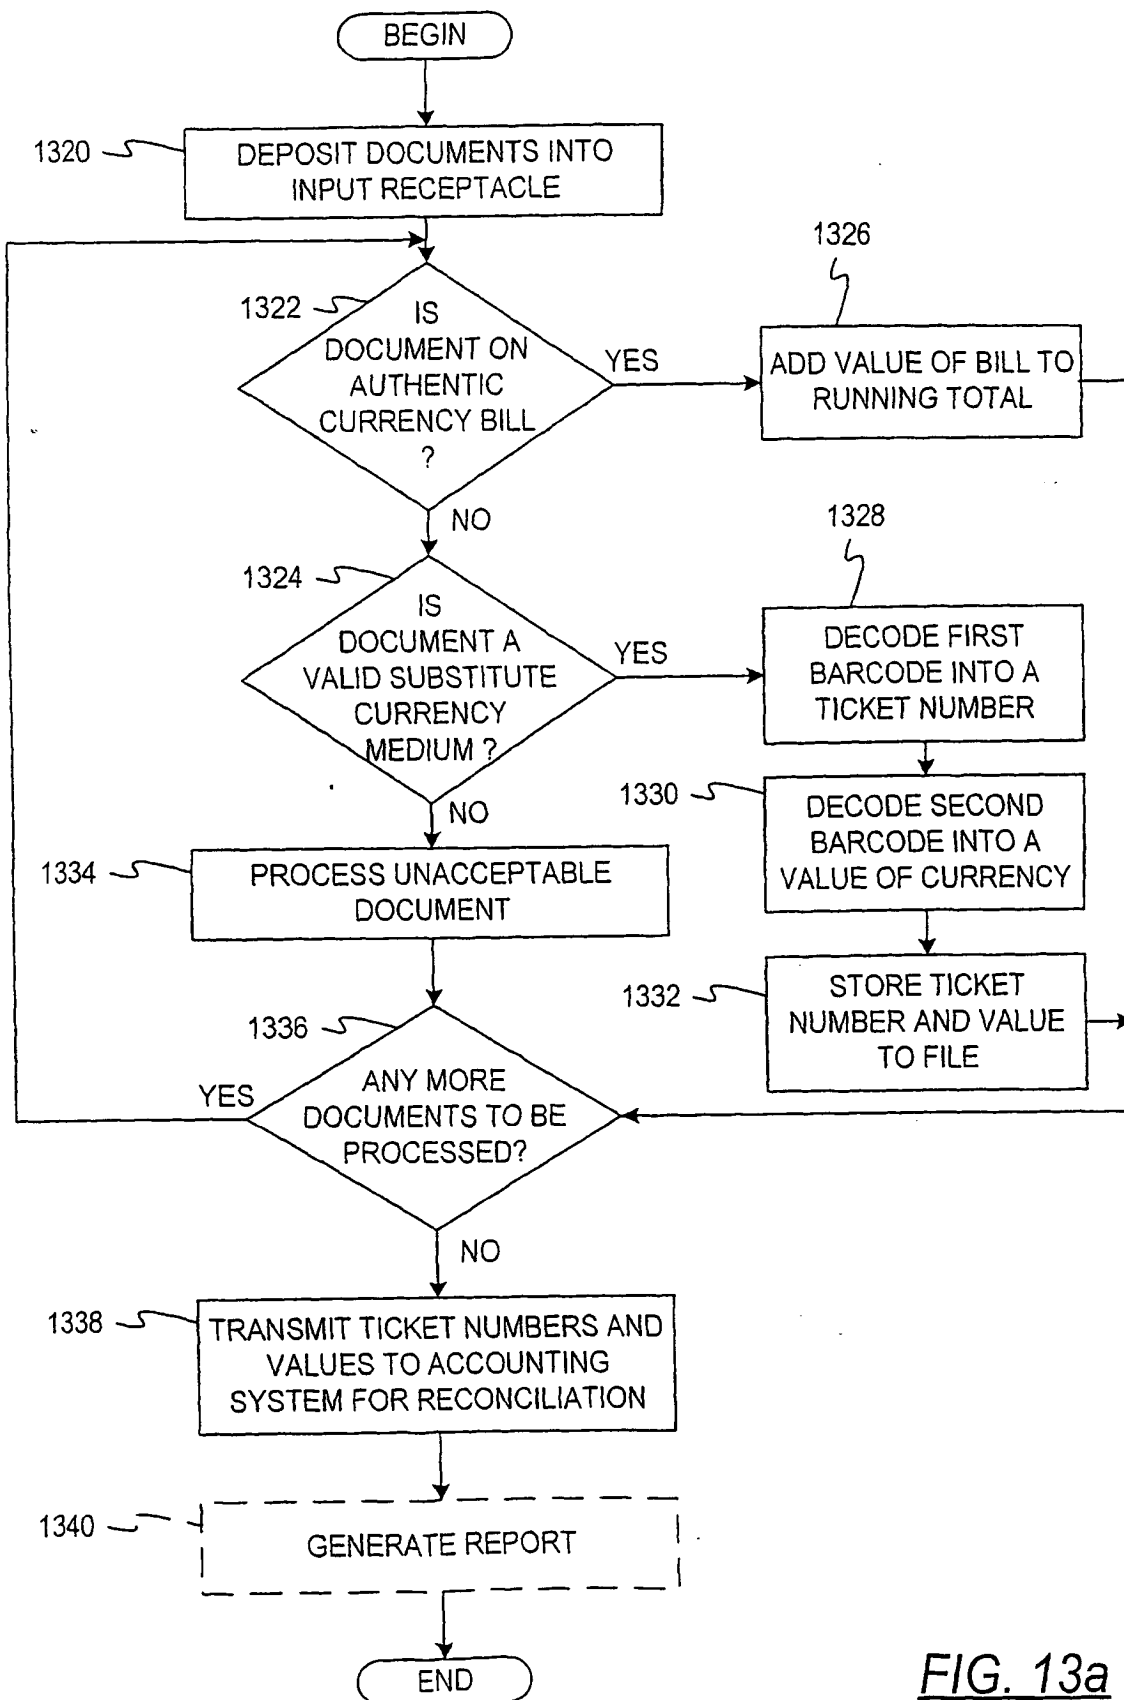 BEGIN
1320
DEPOSIT DOCUMENTS INTO
INPUT RECEPTACLE
1322
IS
DOCUMENT ON
AUTHENTIC
CURRENCY BILL
?
YES
1326
ADD VALUE OF BILL TO
RUNNING TOTAL
NO
1324
IS
DOCUMENT A
VALID SUBSTITUTE
CURRENCY
MEDIUM ?
YES
1328
DECODE FIRST
BARCODE INTO A
TICKET NUMBER
1330
DECODE SECOND
BARCODE INTO A
VALUE OF CURRENCY
1332
STORE TICKET
NUMBER AND VALUE
TO FILE
NO
1334
PROCESS UNACCEPTABLE
DOCUMENT
1336
YES
ANY MORE
DOCUMENTS TO BE
PROCESSED?
NO
1338
TRANSMIT TICKET NUMBERS AND
VALUES TO ACCOUNTING
SYSTEM FOR RECONCILIATION
1340
GENERATE REPORT
END
FIG. 13a